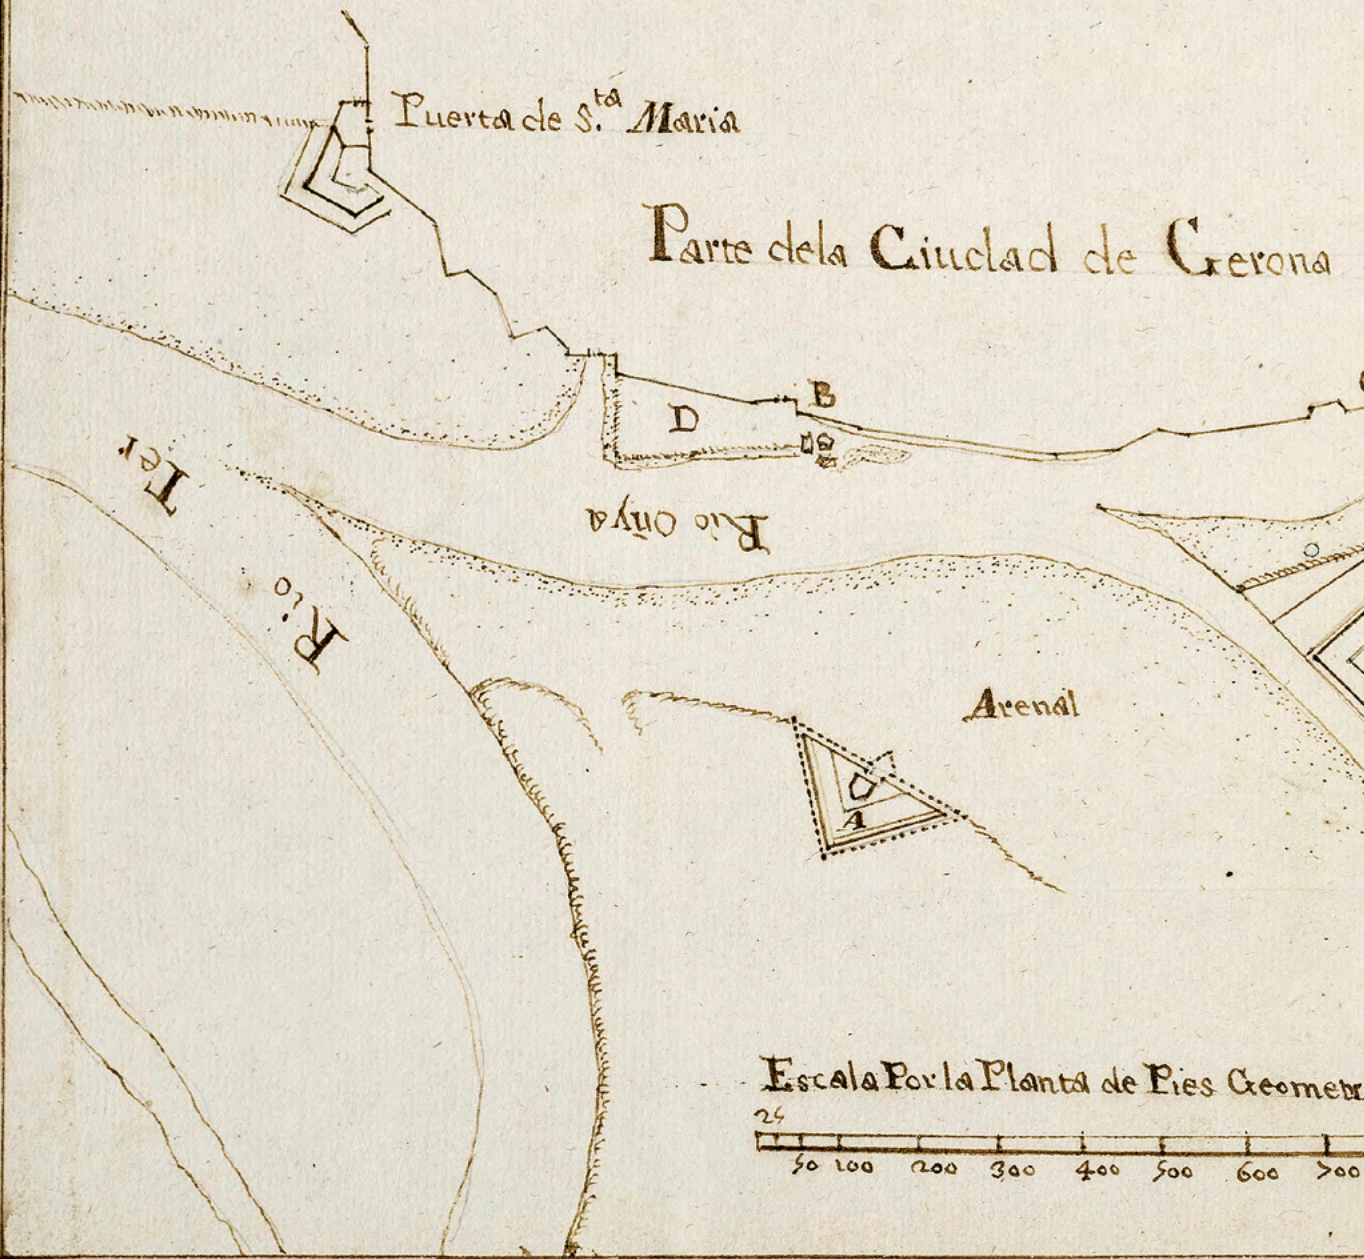 Puerta de S.ta Maria
Parte dela Ciudad de Gerona
B
D
Rio Ter
Rio Oñya
Arenal
A
Escala Por la Planta de Pies Geometr
25
50 100 200 300 400 500 600 700